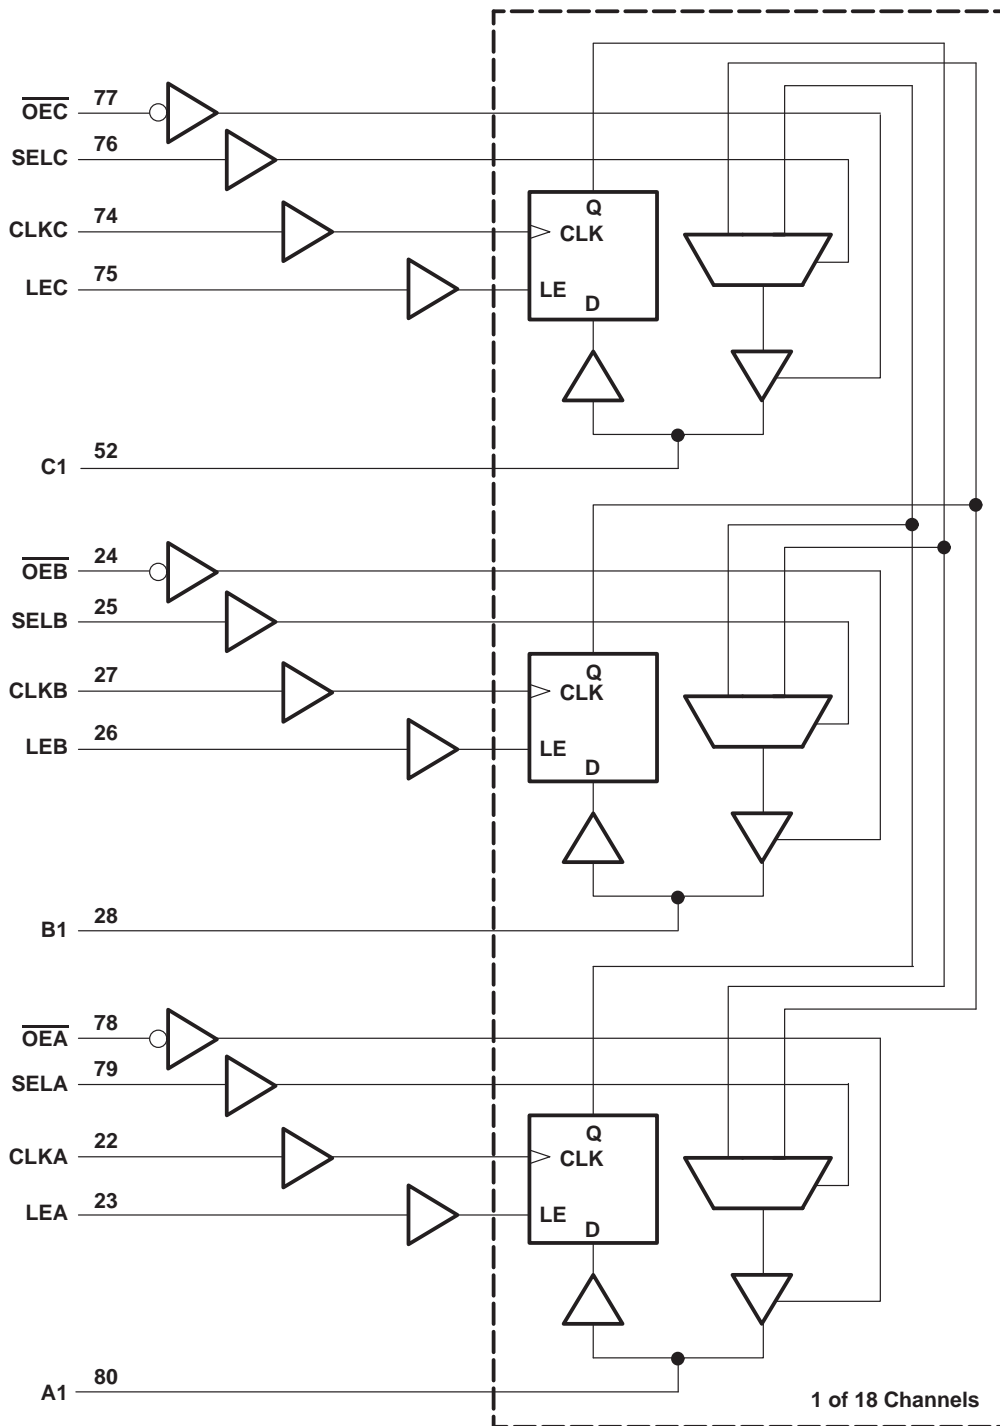 77
OEC
76
SELC
74
CLKC
75
LEC
Q
CLK
LE
D
52
C1
24
OEB
25
SELB
27
CLKB
26
LEB
Q
CLK
LE
D
28
B1
78
OEA
79
SELA
22
CLKA
23
LEA
Q
CLK
LE
D
80
A1
1 of 18 Channels